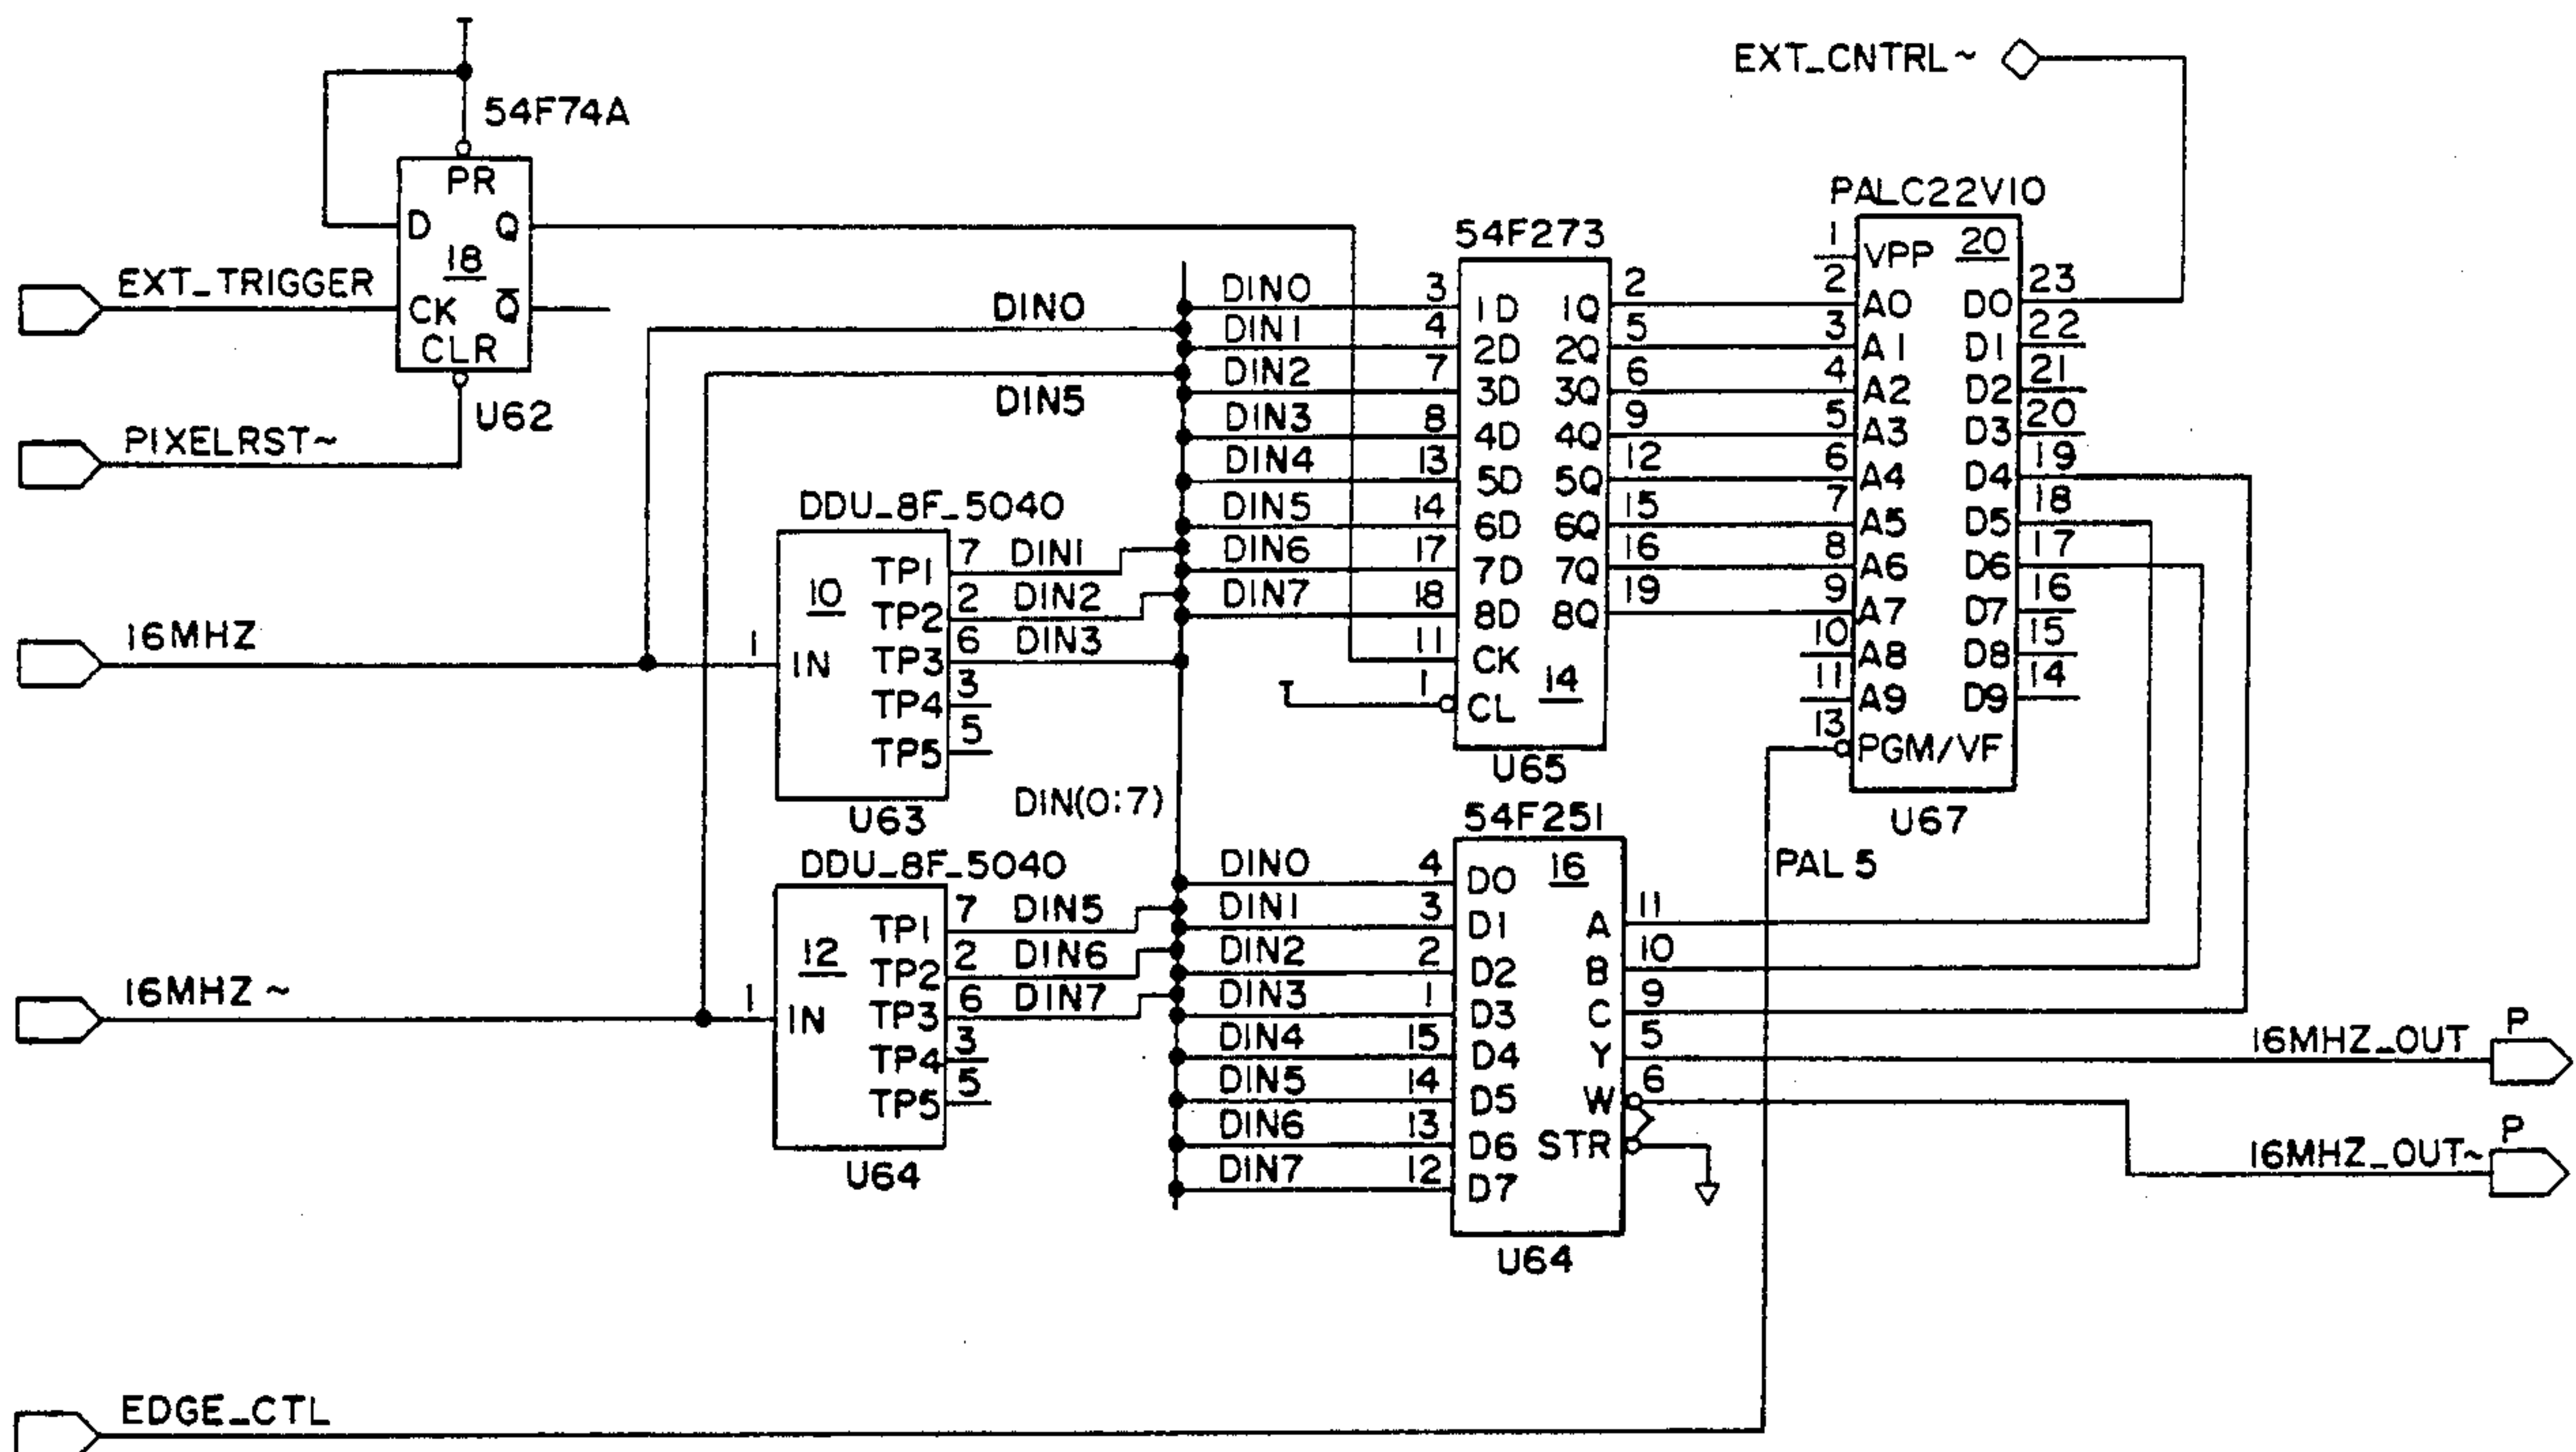 EXT_CNTRL~
54F74A
PR
D Q
18
EXT_TRIGGER
CK Q̅
CLR
U62
PIXELRST~
DIN0
DIN5
16MHZ
DDU_8F_5040
10
1 IN
TP1 7 DIN1
TP2 2 DIN2
TP3 6 DIN3
TP4 3
TP5 5
U63
DIN(0:7)
16MHZ~
DDU_8F_5040
12
1 IN
TP1 7 DIN5
TP2 2 DIN6
TP3 6 DIN7
TP4 3
TP5 5
U64
54F273
DIN0 3 1D 1Q 2
DIN1 4 2D 2Q 5
DIN2 7 3D 3Q 6
DIN3 8 4D 4Q 9
DIN4 13 5D 5Q 12
DIN5 14 6D 6Q 15
DIN6 17 7D 7Q 16
DIN7 18 8D 8Q 19
11 CK
1 CL 14
U65
PALC22V10
1 VPP 20
2 A0 D0 23
3 A1 D1 22
4 A2 D2 21
5 A3 D3 20
6 A4 D4 19
7 A5 D5 18
8 A6 D6 17
9 A7 D7 16
10 A8 D8 15
11 A9 D9 14
13 PGM/VF
U67
PAL 5
54F251
DIN0 4 D0 16
DIN1 3 D1 A 11
DIN2 2 D2 B 10
DIN3 1 D3 C 9
DIN4 15 D4 Y 5
DIN5 14 D5 W 6
DIN6 13 D6 STR
DIN7 12 D7
U64
16MHZ_OUT P
16MHZ_OUT~ P
EDGE_CTL